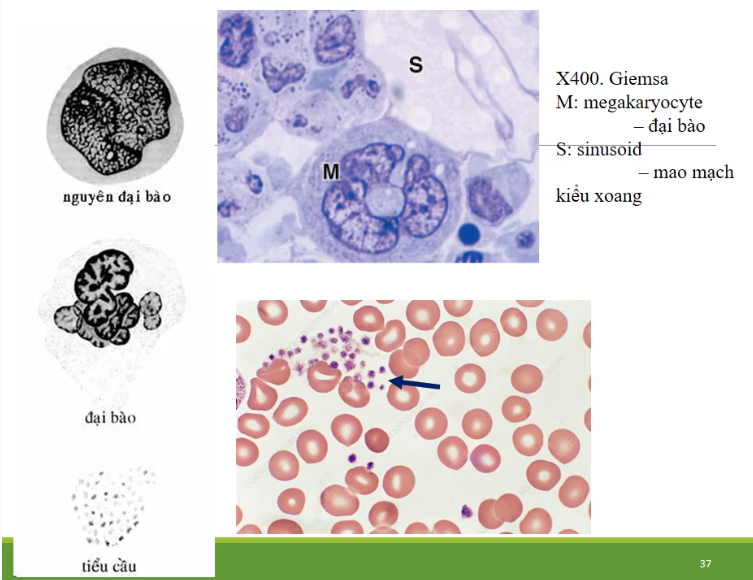 nguyên đại bào
đại bào
tiểu cầu
S
M
X400. Giemsa
M: megakaryocyte
– đại bào
S: sinusoid
– mao mạch
kiểu xoang
37